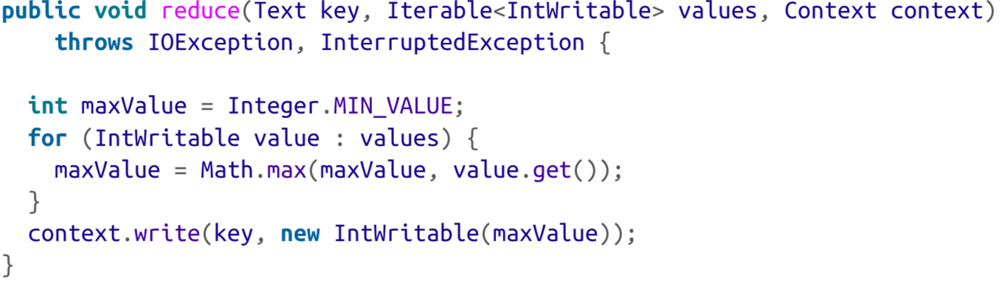 public void reduce(Text key, Iterable<IntWritable> values, Context context)
    throws IOException, InterruptedException {

  int maxValue = Integer.MIN_VALUE;
  for (IntWritable value : values) {
    maxValue = Math.max(maxValue, value.get());
  }
  context.write(key, new IntWritable(maxValue));
}